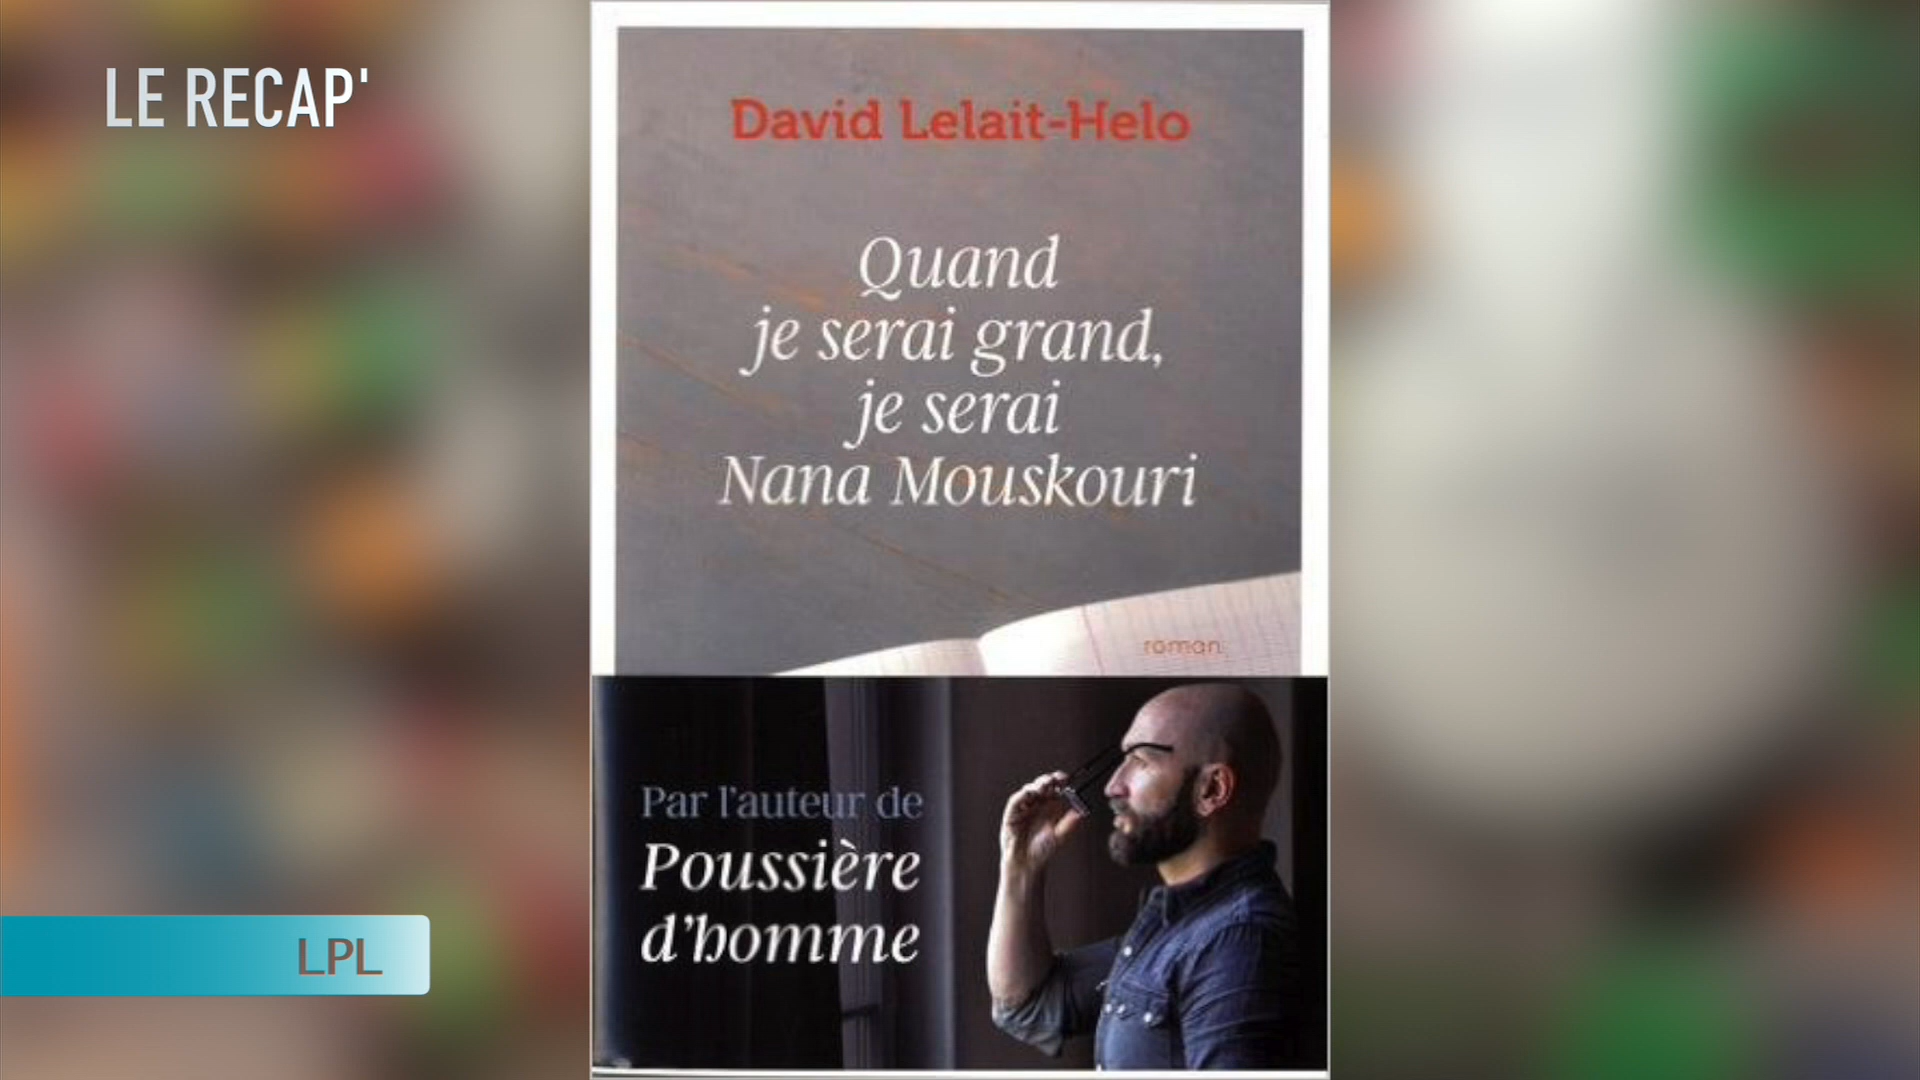 LE RECAP'
David Lelait-Helo
Quand
je serai grand,
je serai
Nana Mouskouri
roman
Par l'auteur de
Poussière
d'homme
LPL